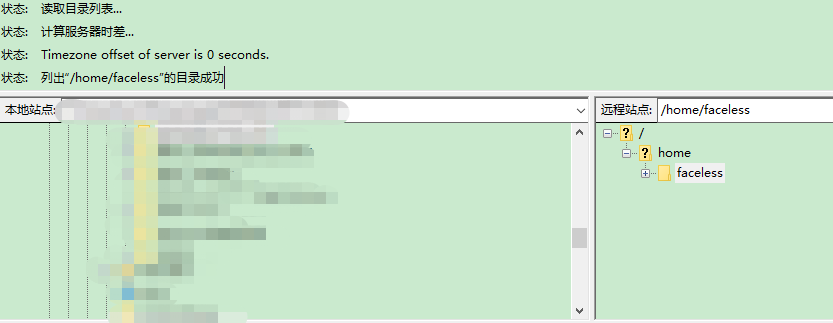 状态: 读取目录列表...
状态: 计算服务器时差...
状态: Timezone offset of server is 0 seconds.
状态: 列出“/home/faceless”的目录成功
本地站点:
远程站点: /home/faceless
/
home
faceless